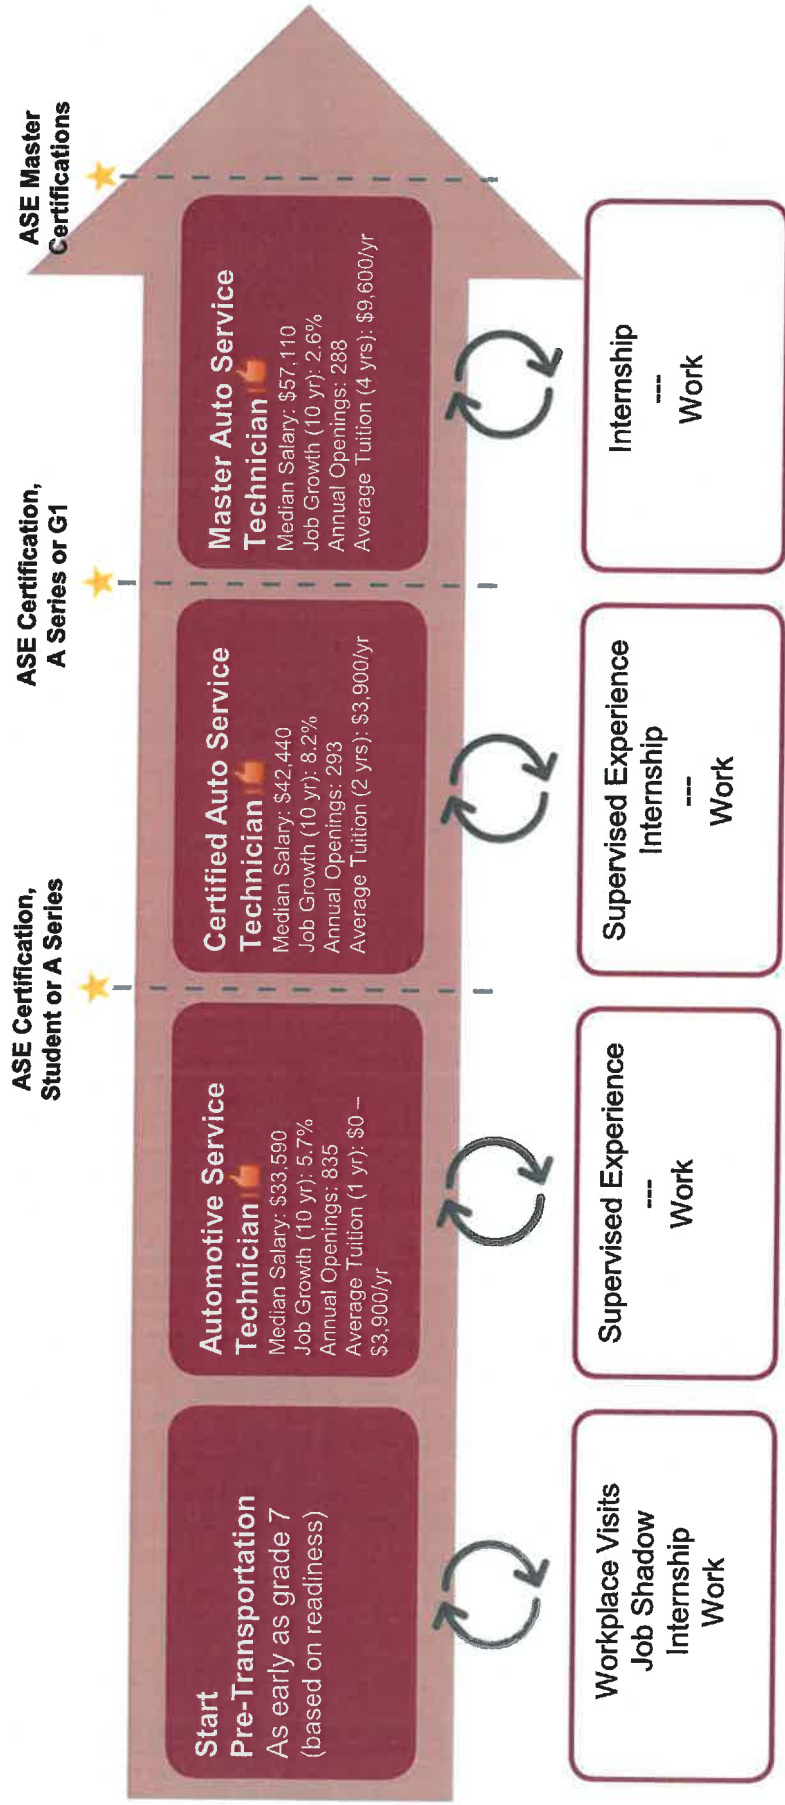 ASE Certification,
Student or A Series
ASE Certification,
A Series or G1
ASE Master
Certifications
Start
Pre-Transportation
As early as grade 7
(based on readiness)
Automotive Service
Technician
Median Salary: $33,590
Job Growth (10 yr): 5.7%
Annual Openings: 835
Average Tuition (1 yr): $0 –
$3,900/yr
Certified Auto Service
Technician
Median Salary: $42,440
Job Growth (10 yr): 8.2%
Annual Openings: 293
Average Tuition (2 yrs): $3,900/yr
Master Auto Service
Technician
Median Salary: $57,110
Job Growth (10 yr): 2.6%
Annual Openings: 288
Average Tuition (4 yrs): $9,600/yr
Workplace Visits
Job Shadow
Internship
Work
Supervised Experience
---
Work
Supervised Experience
Internship
---
Work
Internship
---
Work